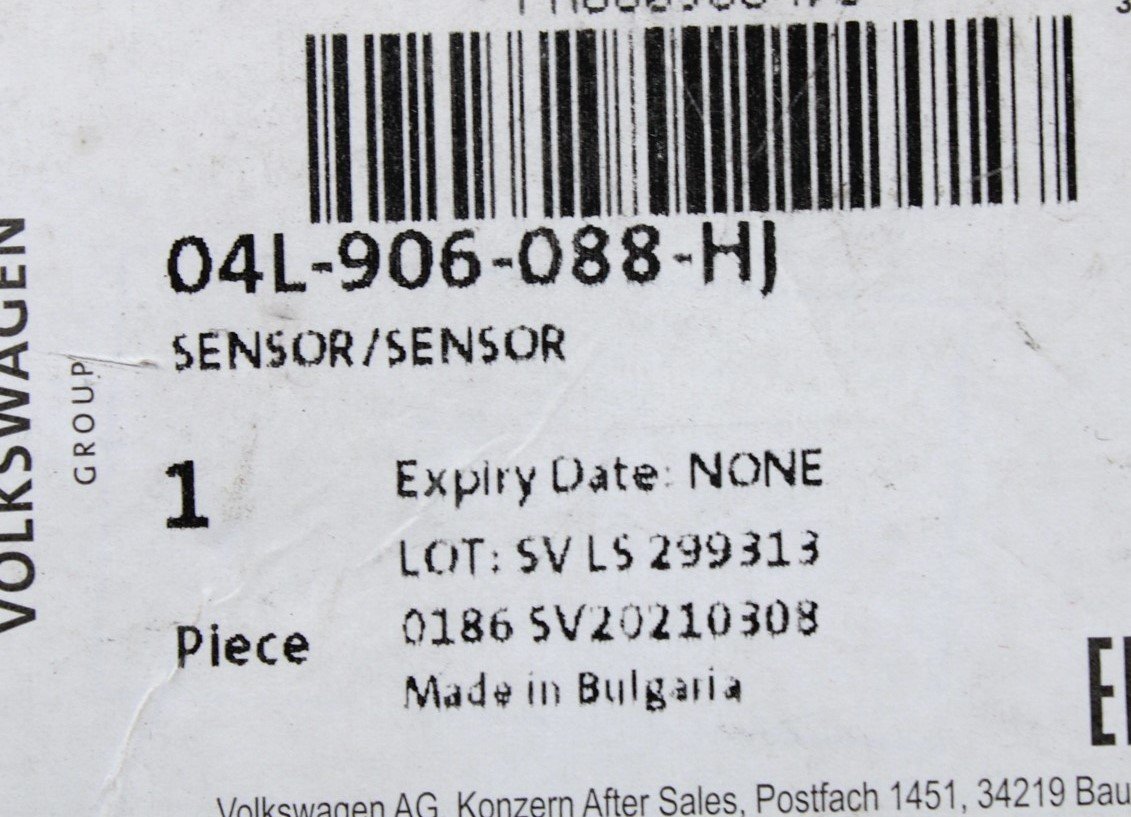 04L-906-088-HJ
SENSOR/SENSOR
VOLKSWAGEN
GROUP
1
Piece
Expiry Date: NONE
LOT: SV LS 299313
0186 SV20210308
Made in Bulgaria
Volkswagen AG, Konzern After Sales, Postfach 1451, 34219 Bau